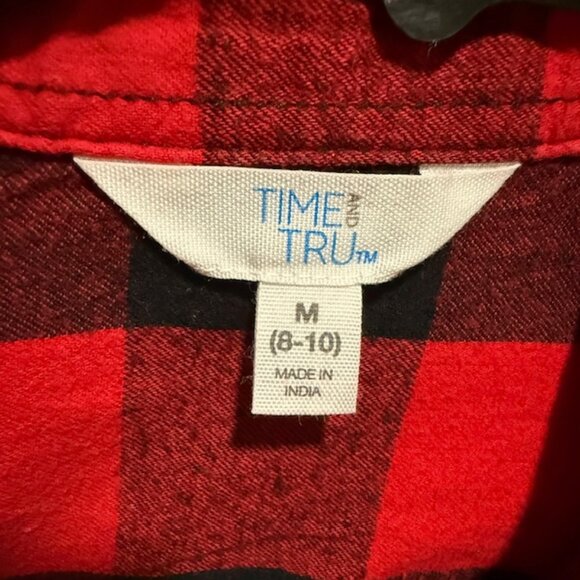 TIME AND
TRU™
M
(8-10)
MADE IN
INDIA